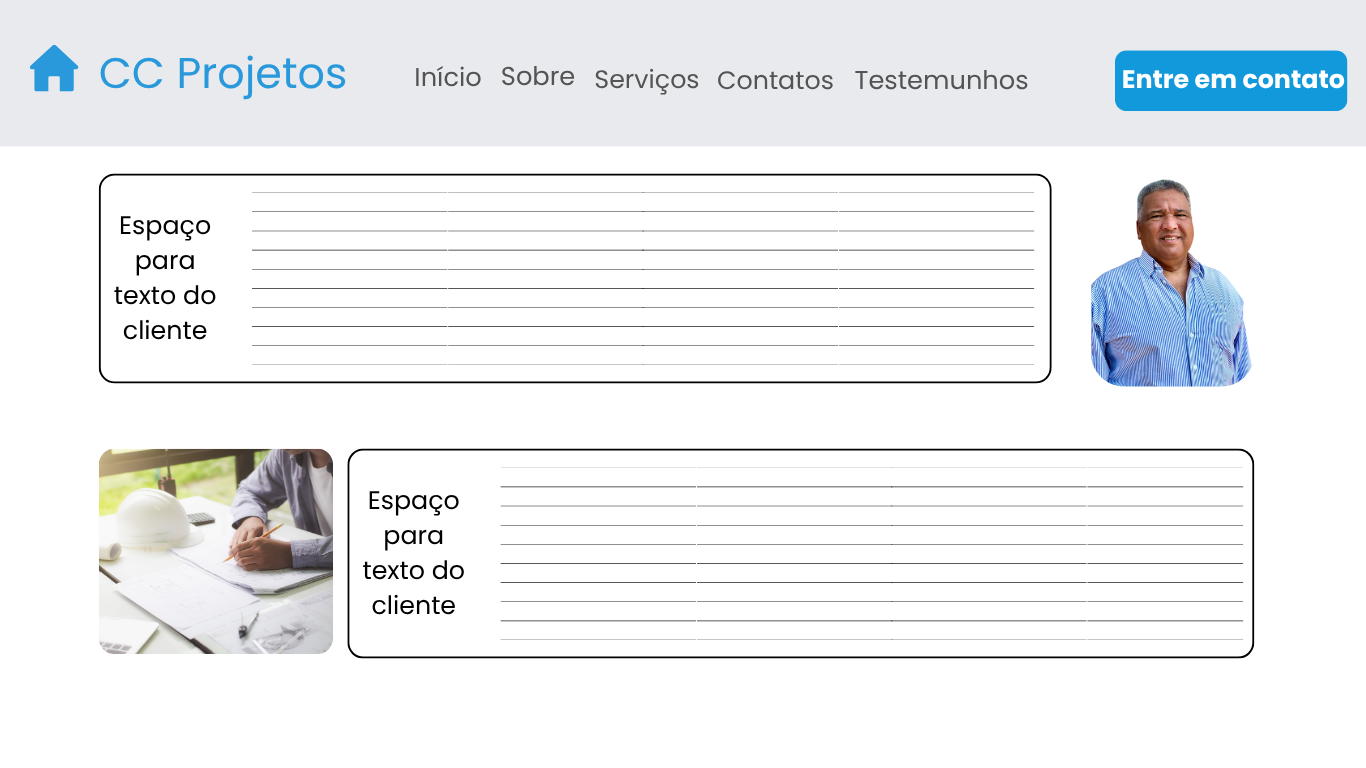 CC Projetos
Início Sobre Serviços Contatos Testemunhos
Entre em contato
Espaço
para
texto do
cliente
Espaço
para
texto do
cliente